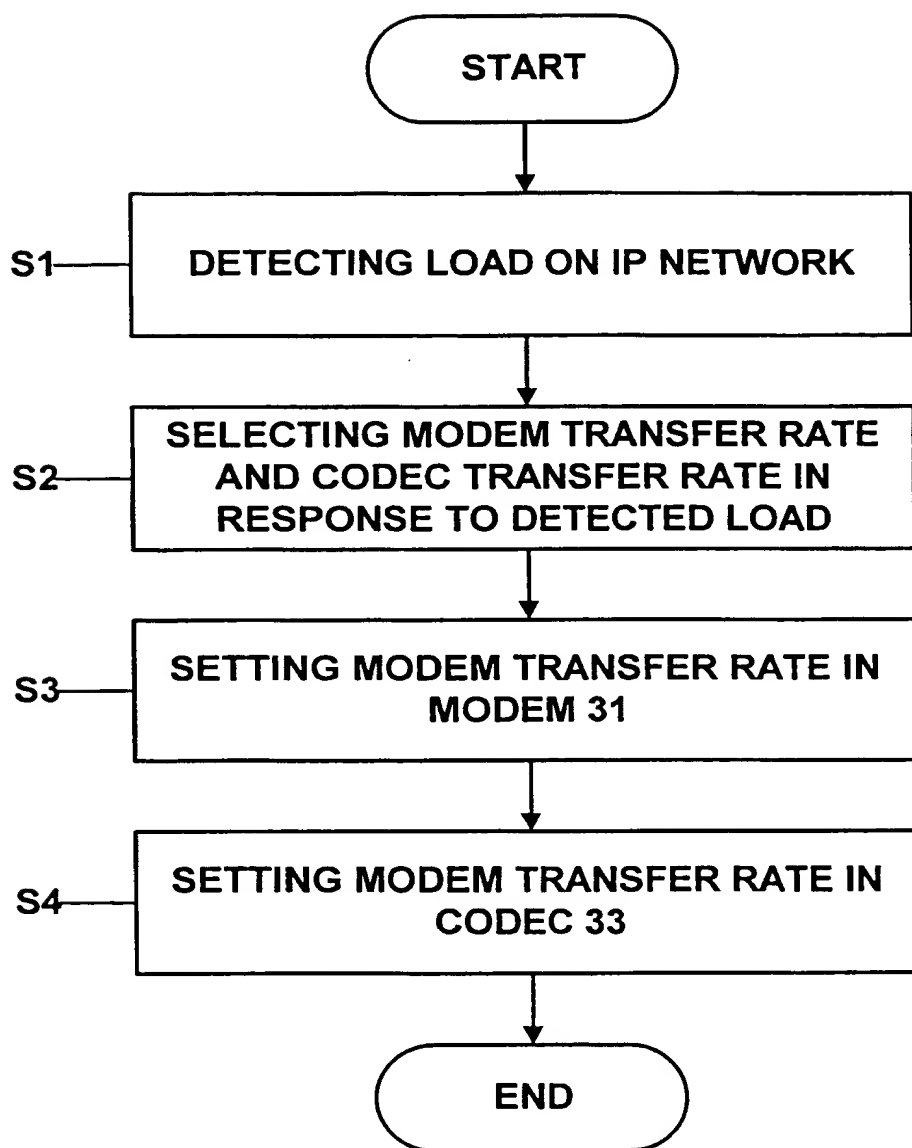 START
S1
DETECTING LOAD ON IP NETWORK
S2
SELECTING MODEM TRANSFER RATE
AND CODEC TRANSFER RATE IN
RESPONSE TO DETECTED LOAD
S3
SETTING MODEM TRANSFER RATE IN
MODEM 31
S4
SETTING MODEM TRANSFER RATE IN
CODEC 33
END